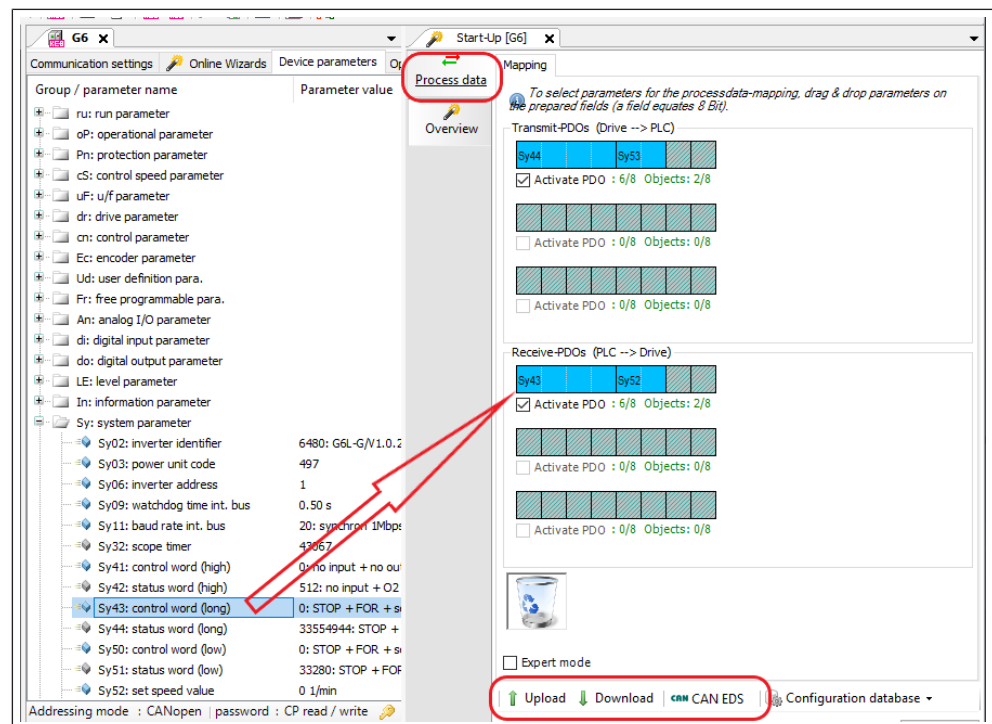 KEB
G6 X
Start-Up [G6] X
Communication settings Online Wizards Device parameters
Process data
Mapping
Group / parameter name Parameter value
To select parameters for the processdata-mapping, drag & drop parameters on
the prepared fields (a field equates 8 Bit).
Overview
ru: run parameter
oP: operational parameter
Pn: protection parameter
cS: control speed parameter
uF: u/f parameter
dr: drive parameter
cn: control parameter
Ec: encoder parameter
Ud: user definition para.
Fr: free programmable para.
An: analog I/O parameter
di: digital input parameter
do: digital output parameter
LE: level parameter
In: information parameter
Sy: system parameter
Sy02: inverter identifier 6480: G6L-G/V1.0.2
Sy03: power unit code 497
Sy06: inverter address 1
Sy09: watchdog time int. bus 0.50 s
Sy11: baud rate int. bus 20: synchron 1Mbps
Sy32: scope timer 43067
Sy41: control word (high) 0: no input + no out
Sy42: status word (high) 512: no input + O2
Sy43: control word (long) 0: STOP + FOR + se
Sy44: status word (long) 33554944: STOP +
Sy50: control word (low) 0: STOP + FOR + se
Sy51: status word (low) 33280: STOP + FOR
Sy52: set speed value 0 1/min
Addressing mode : CANopen password : CP read / write
Transmit-PDOs (Drive --> PLC)
Sy44 Sy53
Activate PDO : 6/8 Objects: 2/8
Activate PDO : 0/8 Objects: 0/8
Activate PDO : 0/8 Objects: 0/8
Receive-PDOs (PLC --> Drive)
Sy43 Sy52
Activate PDO : 6/8 Objects: 2/8
Activate PDO : 0/8 Objects: 0/8
Activate PDO : 0/8 Objects: 0/8
Expert mode
Upload Download CAN CAN EDS Configuration database